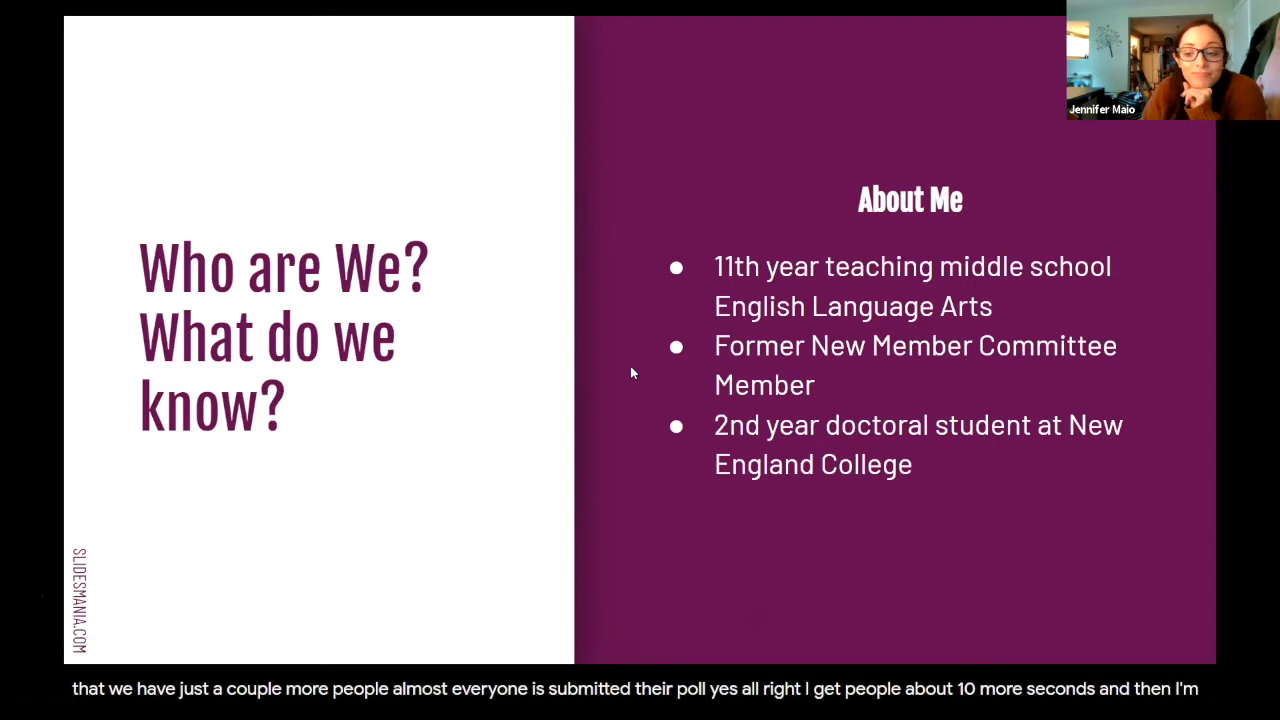 Jennifer Maio
Who are We?
What do we
know?
About Me
● 11th year teaching middle school
English Language Arts
● Former New Member Committee
Member
● 2nd year doctoral student at New
England College
SLIDESMANIA.COM
that we have just a couple more people almost everyone is submitted their poll yes all right I get people about 10 more seconds and then I'm